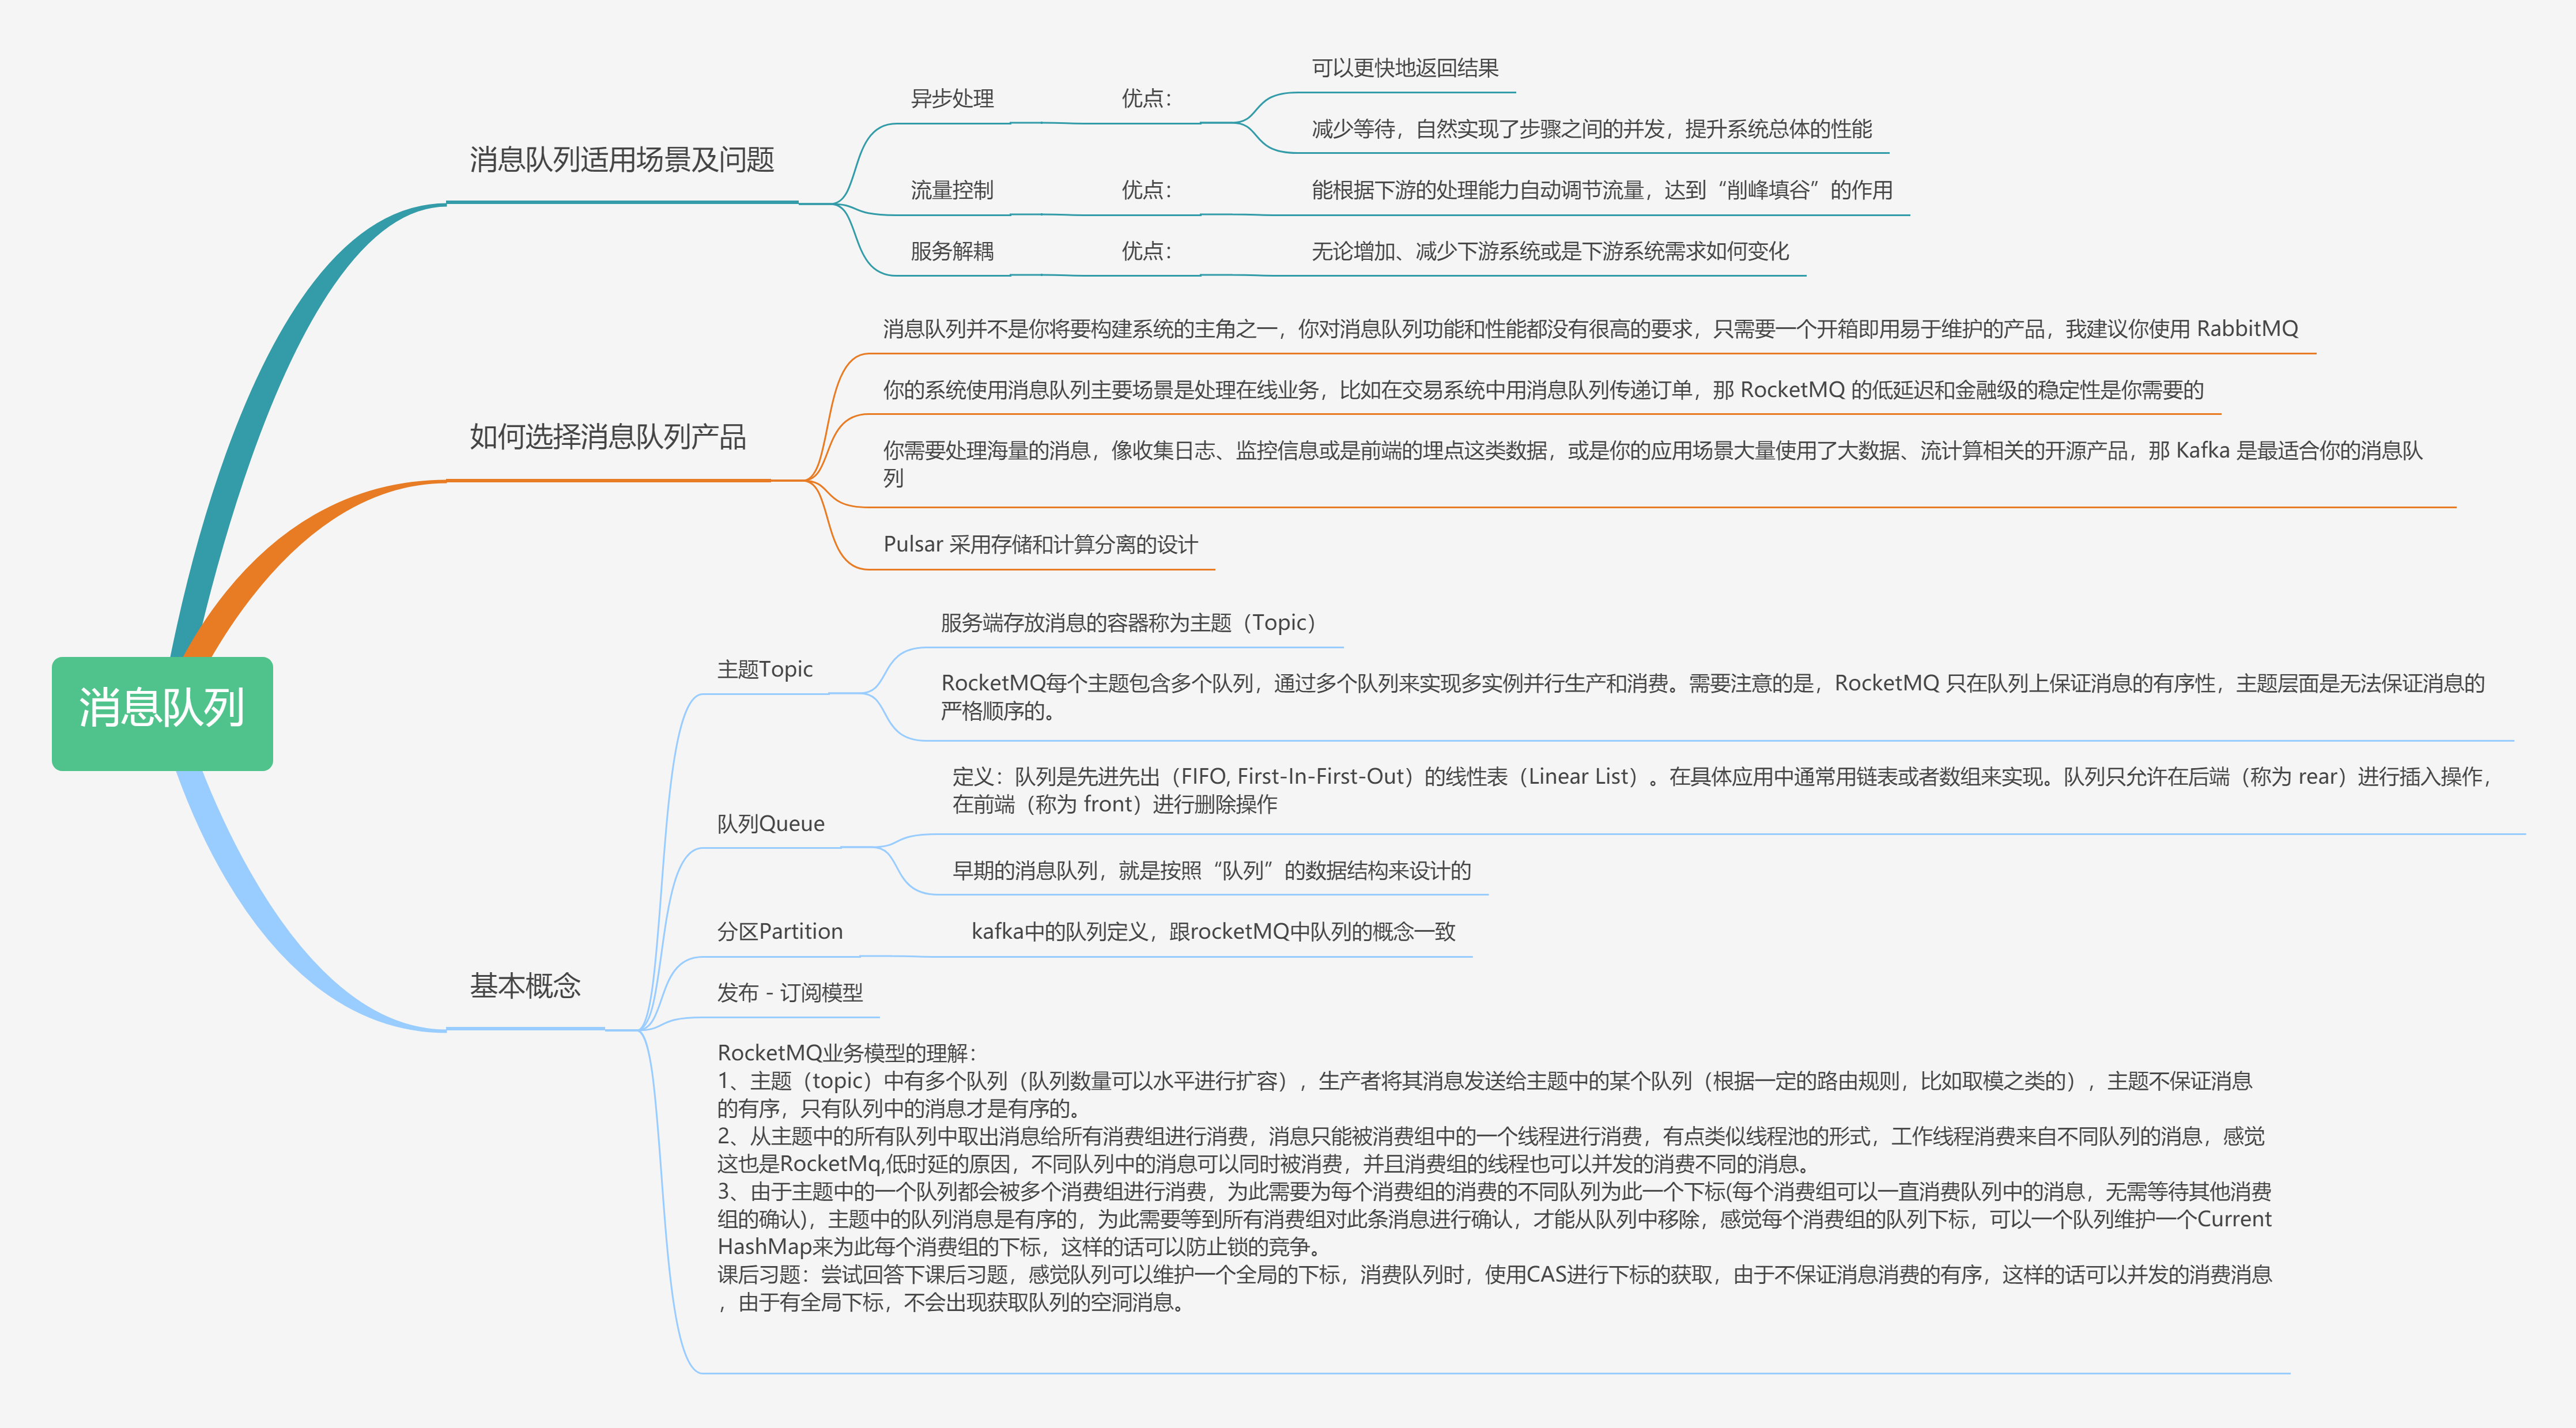 消息队列
消息队列适用场景及问题
异步处理
优点：
可以更快地返回结果
减少等待，自然实现了步骤之间的并发，提升系统总体的性能
流量控制
优点：
能根据下游的处理能力自动调节流量，达到“削峰填谷”的作用
服务解耦
优点：
无论增加、减少下游系统或是下游系统需求如何变化
如何选择消息队列产品
消息队列并不是你将要构建系统的主角之一，你对消息队列功能和性能都没有很高的要求，只需要一个开箱即用易于维护的产品，我建议你使用 RabbitMQ
你的系统使用消息队列主要场景是处理在线业务，比如在交易系统中用消息队列传递订单，那 RocketMQ 的低延迟和金融级的稳定性是你需要的
你需要处理海量的消息，像收集日志、监控信息或是前端的埋点这类数据，或是你的应用场景大量使用了大数据、流计算相关的开源产品，那 Kafka 是最适合你的消息队
列
Pulsar 采用存储和计算分离的设计
基本概念
主题Topic
服务端存放消息的容器称为主题（Topic）
RocketMQ每个主题包含多个队列，通过多个队列来实现多实例并行生产和消费。需要注意的是，RocketMQ 只在队列上保证消息的有序性，主题层面是无法保证消息的
严格顺序的。
队列Queue
定义：队列是先进先出（FIFO, First-In-First-Out）的线性表（Linear List）。在具体应用中通常用链表或者数组来实现。队列只允许在后端（称为 rear）进行插入操作，
在前端（称为 front）进行删除操作
早期的消息队列，就是按照“队列”的数据结构来设计的
分区Partition
kafka中的队列定义，跟rocketMQ中队列的概念一致
发布 - 订阅模型
RocketMQ业务模型的理解：
1、主题（topic）中有多个队列（队列数量可以水平进行扩容），生产者将其消息发送给主题中的某个队列（根据一定的路由规则，比如取模之类的），主题不保证消息
的有序，只有队列中的消息才是有序的。
2、从主题中的所有队列中取出消息给所有消费组进行消费，消息只能被消费组中的一个线程进行消费，有点类似线程池的形式，工作线程消费来自不同队列的消息，感觉
这也是RocketMq,低时延的原因，不同队列中的消息可以同时被消费，并且消费组的线程也可以并发的消费不同的消息。
3、由于主题中的一个队列都会被多个消费组进行消费，为此需要为每个消费组的消费的不同队列为此一个下标(每个消费组可以一直消费队列中的消息，无需等待其他消费
组的确认)，主题中的队列消息是有序的，为此需要等到所有消费组对此条消息进行确认，才能从队列中移除，感觉每个消费组的队列下标，可以一个队列维护一个Current
HashMap来为此每个消费组的下标，这样的话可以防止锁的竞争。
课后习题：尝试回答下课后习题，感觉队列可以维护一个全局的下标，消费队列时，使用CAS进行下标的获取，由于不保证消息消费的有序，这样的话可以并发的消费消息
，由于有全局下标，不会出现获取队列的空洞消息。